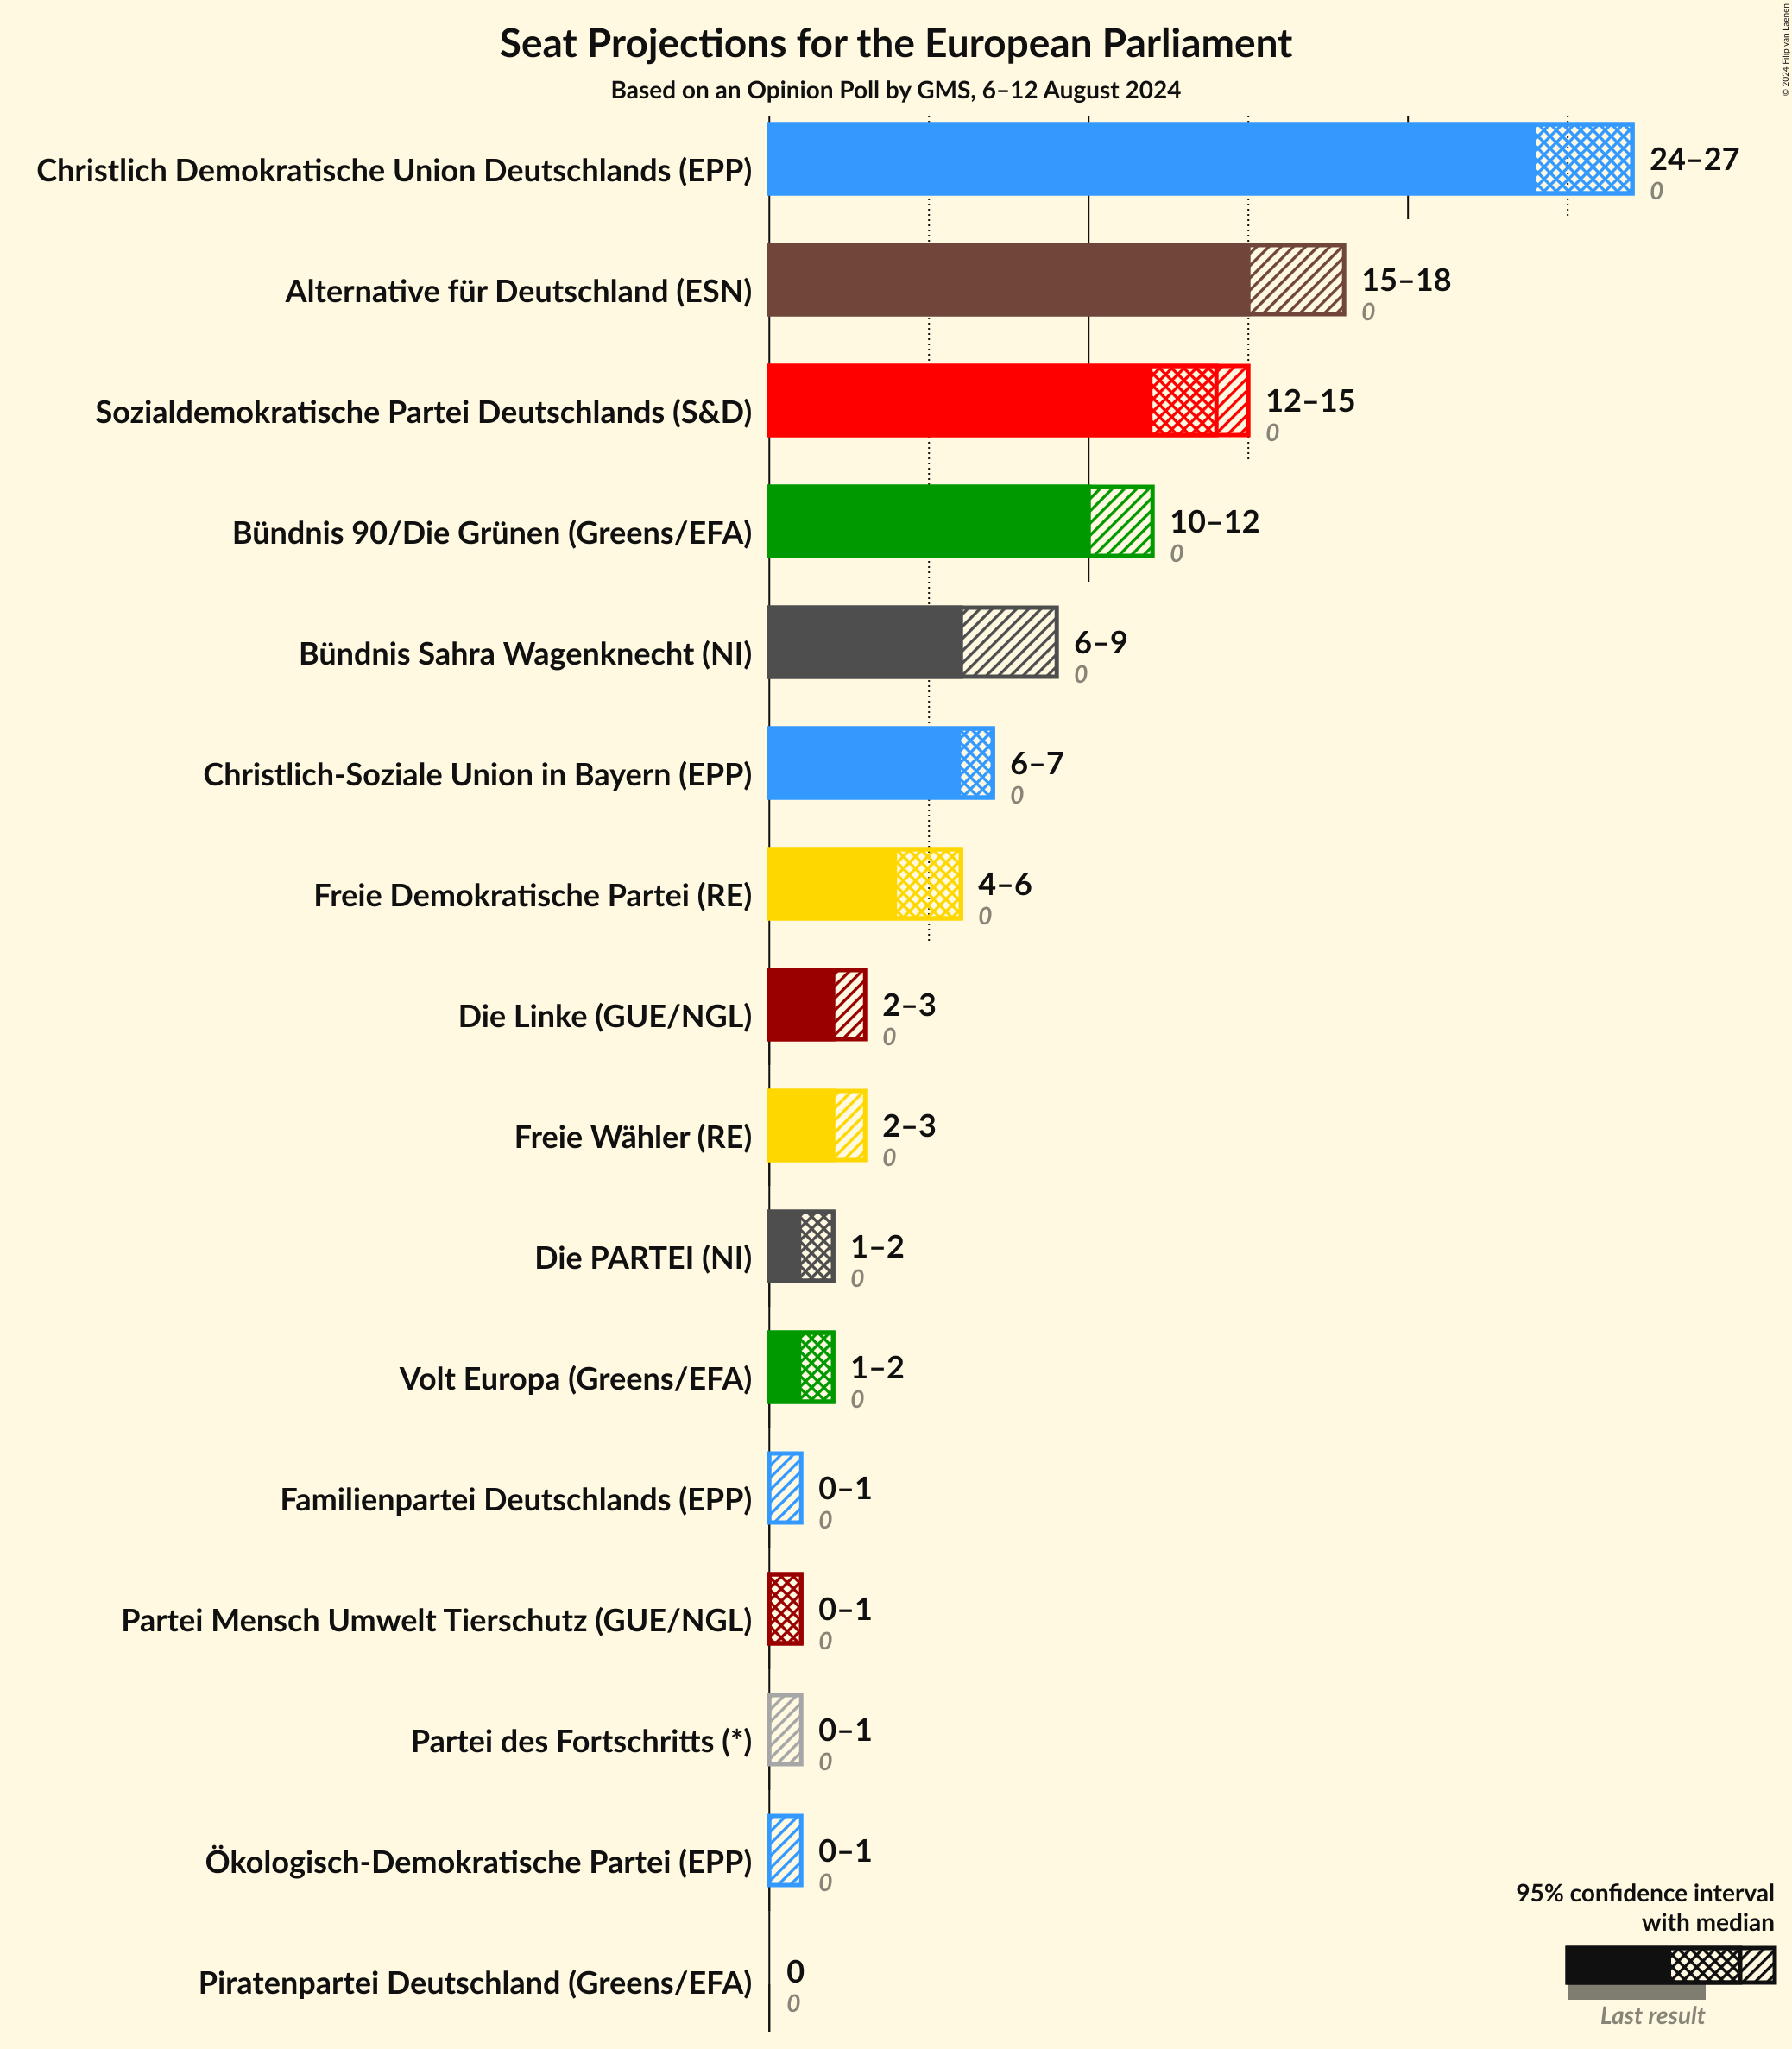 © 2024 Filip van Laenen
Seat Projections for the European Parliament
Based on an Opinion Poll by GMS, 6–12 August 2024
Christlich Demokratische Union Deutschlands (EPP)
24–27
0
Alternative für Deutschland (ESN)
15–18
0
Sozialdemokratische Partei Deutschlands (S&D)
12–15
0
Bündnis 90/Die Grünen (Greens/EFA)
10–12
0
Bündnis Sahra Wagenknecht (NI)
6–9
0
Christlich-Soziale Union in Bayern (EPP)
6–7
0
Freie Demokratische Partei (RE)
4–6
0
Die Linke (GUE/NGL)
2–3
0
Freie Wähler (RE)
2–3
0
Die PARTEI (NI)
1–2
0
Volt Europa (Greens/EFA)
1–2
0
Familienpartei Deutschlands (EPP)
0–1
0
Partei Mensch Umwelt Tierschutz (GUE/NGL)
0–1
0
Partei des Fortschritts (*)
0–1
0
Ökologisch-Demokratische Partei (EPP)
0–1
0
Piratenpartei Deutschland (Greens/EFA)
0
0
95% confidence interval
with median
Last result